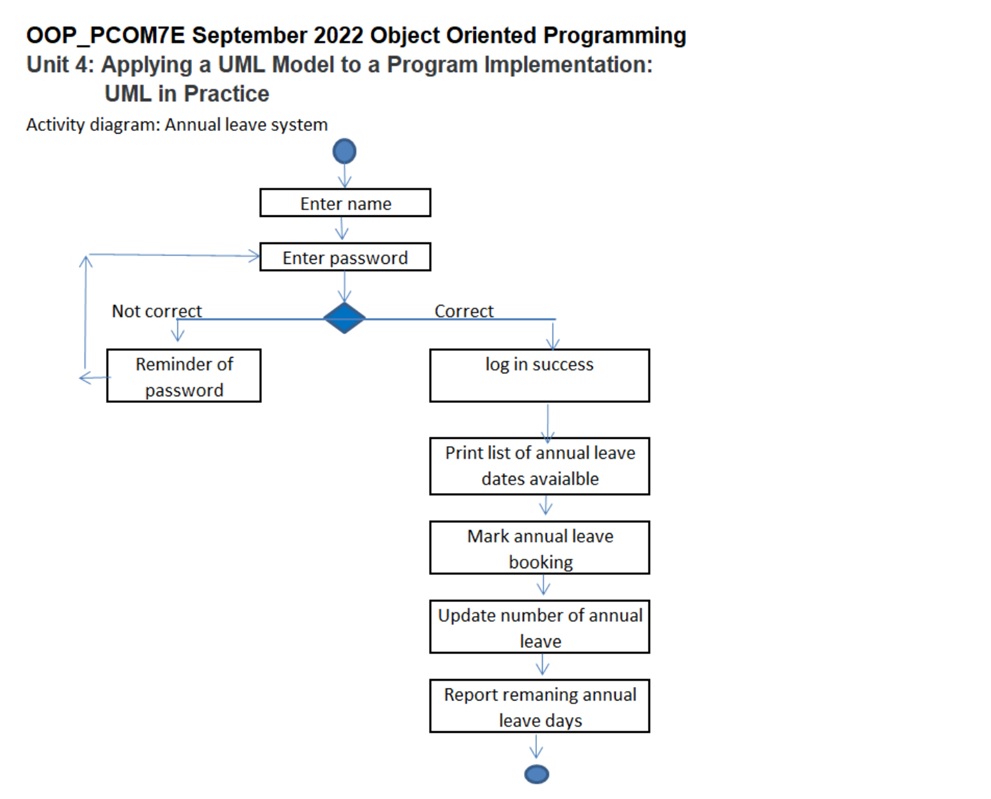 OOP_PCOM7E September 2022 Object Oriented Programming
Unit 4: Applying a UML Model to a Program Implementation:
UML in Practice
Activity diagram: Annual leave system
Enter name
Enter password
Not correct
Correct
Reminder of
password
log in success
Print list of annual leave
dates avaialble
Mark annual leave
booking
Update number of annual
leave
Report remaning annual
leave days